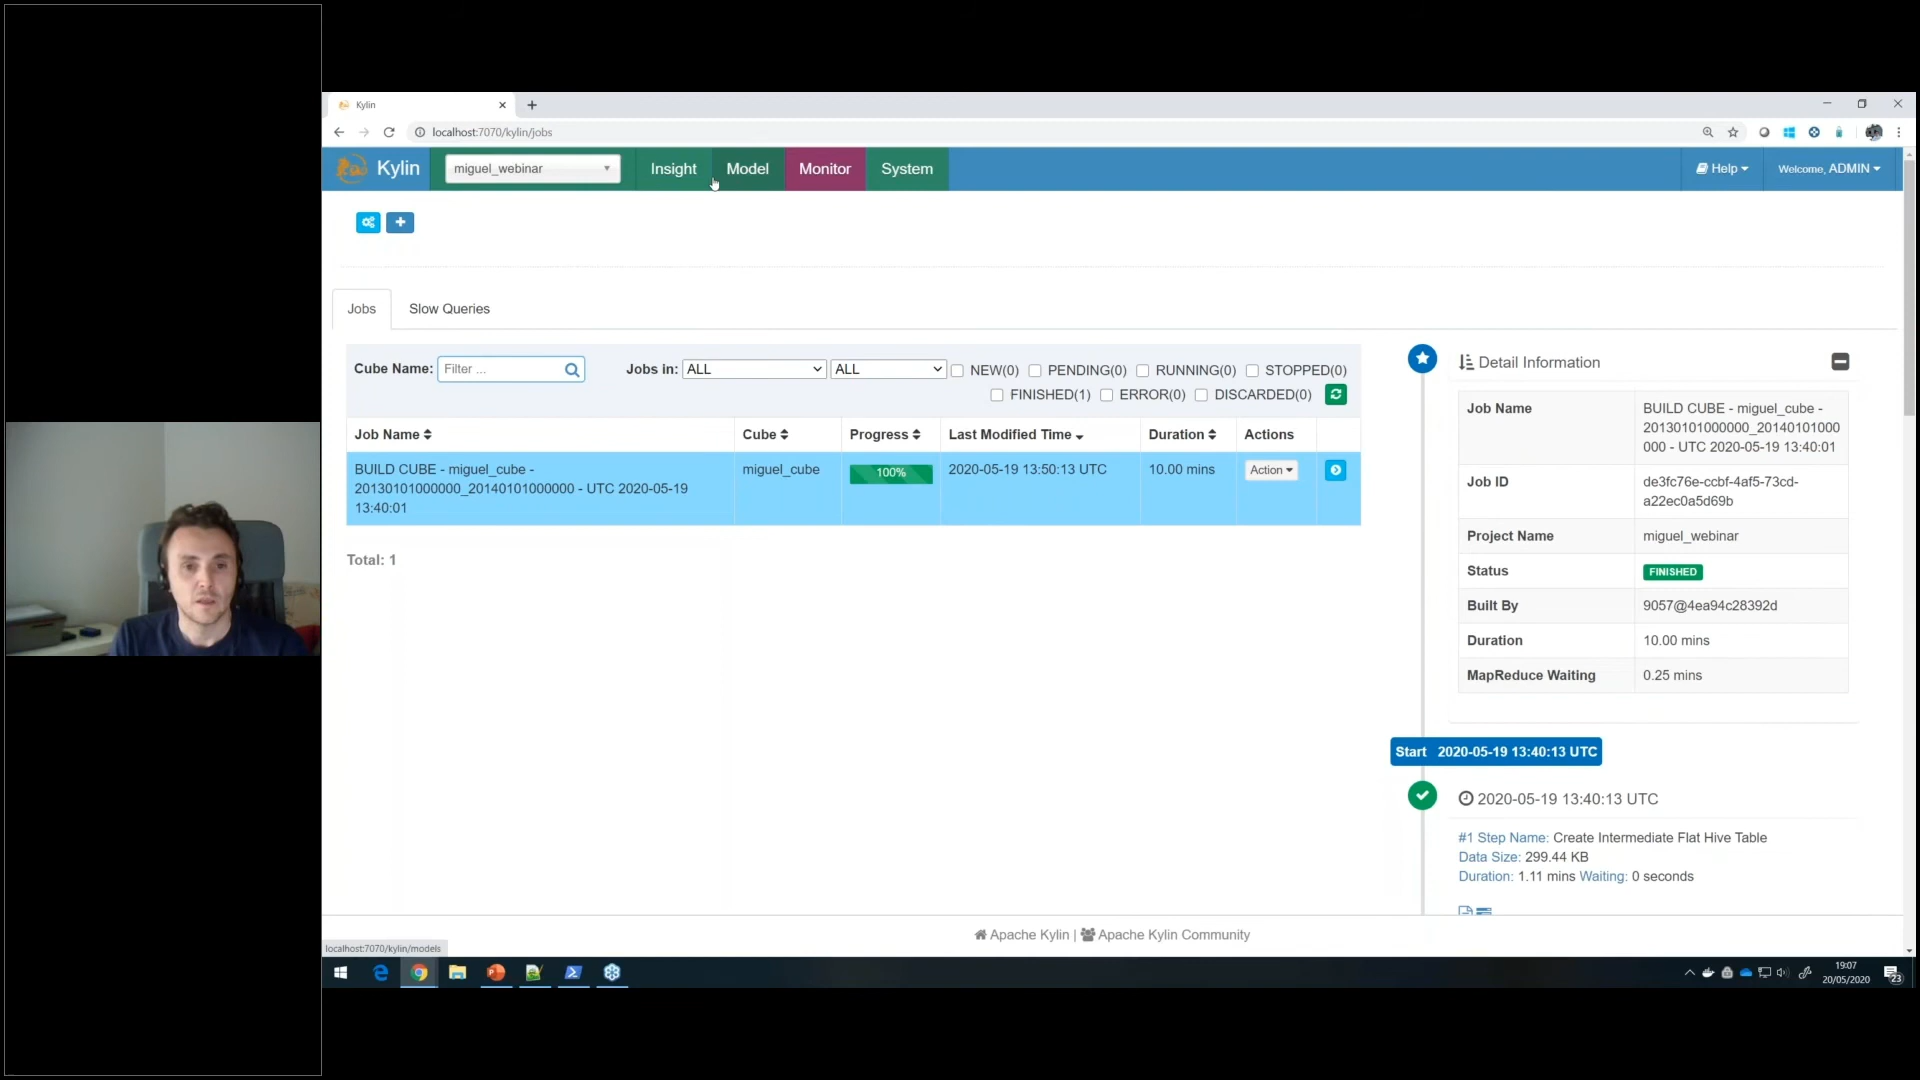 Kylin
localhost:7070/kylin/jobs
Kylin
miguel_webinar
Insight
Model
Monitor
System
Help
Welcome, ADMIN
Jobs
Slow Queries
Cube Name:
Filter ...
Jobs in:
ALL
ALL
NEW(0)
PENDING(0)
RUNNING(0)
STOPPED(0)
FINISHED(1)
ERROR(0)
DISCARDED(0)
Job Name
Cube
Progress
Last Modified Time
Duration
Actions
BUILD CUBE - miguel_cube -
20130101000000_20140101000000 - UTC 2020-05-19
13:40:01
miguel_cube
100%
2020-05-19 13:50:13 UTC
10.00 mins
Action
Total: 1
Detail Information
Job Name
BUILD CUBE - miguel_cube -
20130101000000_20140101000
000 - UTC 2020-05-19 13:40:01
Job ID
de3fc76e-ccbf-4af5-73cd-
a22ec0a5d69b
Project Name
miguel_webinar
Status
FINISHED
Built By
9057@4ea94c28392d
Duration
10.00 mins
MapReduce Waiting
0.25 mins
Start 2020-05-19 13:40:13 UTC
2020-05-19 13:40:13 UTC
#1 Step Name: Create Intermediate Flat Hive Table
Data Size: 299.44 KB
Duration: 1.11 mins Waiting: 0 seconds
Apache Kylin | Apache Kylin Community
localhost:7070/kylin/models
19:07
20/05/2020
23